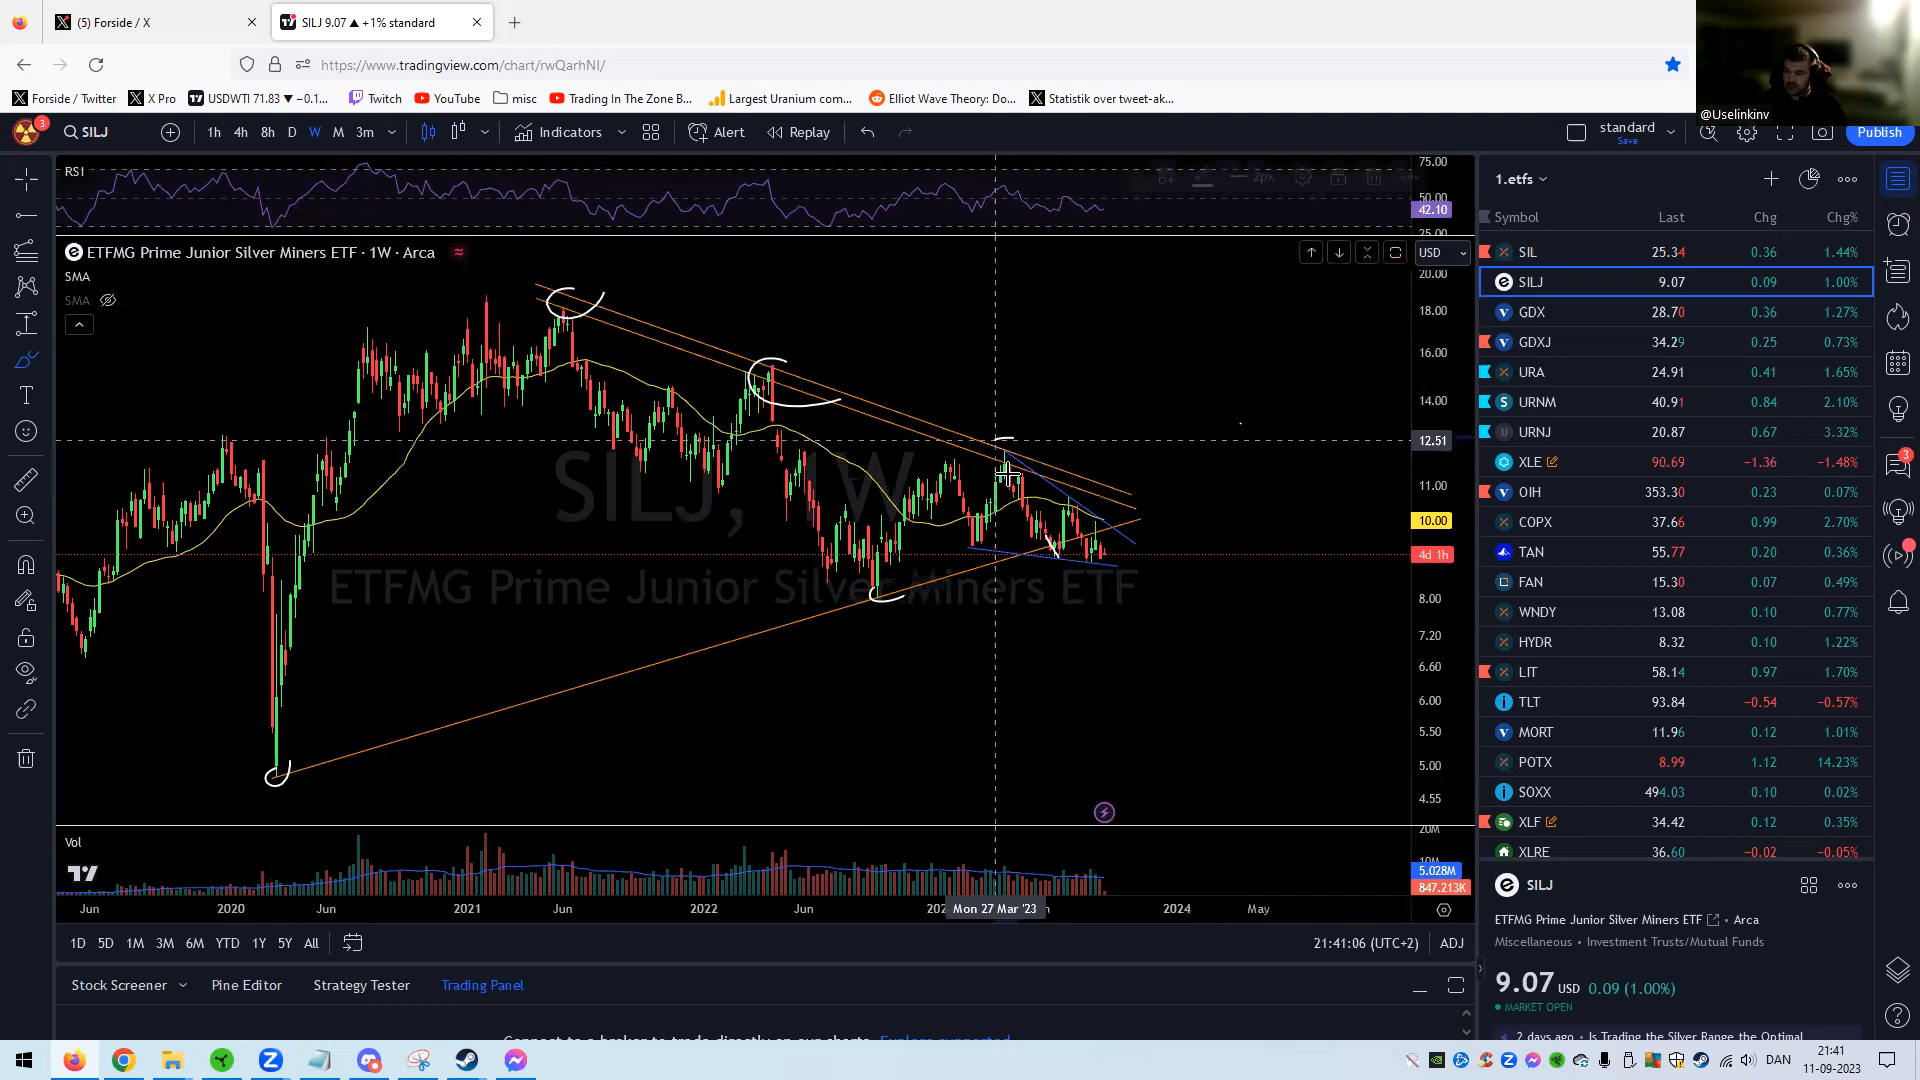 (5) Forside / X
SILJ 9.07 ▲ +1% standard
https://www.tradingview.com/chart/rwQarhNI/
Forside / Twitter
X Pro
USDWTI 71.83 ▼ −0.1...
Twitch
YouTube
misc
Trading In The Zone B...
Largest Uranium com...
Elliot Wave Theory: Do...
Statistik over tweet-ak...
@Uselinkinv
3
SILJ
1h 4h 8h D W M 3m
Indicators
Alert
Replay
standard
Save
Publish
RSI
75.00
50.00
42.10
25.00
ETFMG Prime Junior Silver Miners ETF · 1W · Arca
USD
SMA
SMA
20.00
18.00
16.00
14.00
12.51
11.00
10.00
4d 1h
8.00
7.20
6.60
6.00
5.50
5.00
4.55
SILJ, 1W
ETFMG Prime Junior Silver Miners ETF
Vol
20M
10M
5.028M
847.213K
Jun 2020 Jun 2021 Jun 2022 Jun Mon 27 Mar '23 2024 May
1D 5D 1M 3M 6M YTD 1Y 5Y All
21:41:06 (UTC+2) ADJ
Stock Screener
Pine Editor
Strategy Tester
Trading Panel
1.etfs
Symbol Last Chg Chg%
SIL 25.34 0.36 1.44%
SILJ 9.07 0.09 1.00%
GDX 28.70 0.36 1.27%
GDXJ 34.29 0.25 0.73%
URA 24.91 0.41 1.65%
URNM 40.91 0.84 2.10%
URNJ 20.87 0.67 3.32%
XLE 90.69 −1.36 −1.48%
OIH 353.30 0.23 0.07%
COPX 37.66 0.99 2.70%
TAN 55.77 0.20 0.36%
FAN 15.30 0.07 0.49%
WNDY 13.08 0.10 0.77%
HYDR 8.32 0.10 1.22%
LIT 58.14 0.97 1.70%
TLT 93.84 −0.54 −0.57%
MORT 11.96 0.12 1.01%
POTX 8.99 1.12 14.23%
SOXX 494.03 0.10 0.02%
XLF 34.42 0.12 0.35%
XLRE 36.60 −0.02 −0.05%
SILJ
ETFMG Prime Junior Silver Miners ETF • Arca
Miscellaneous • Investment Trusts/Mutual Funds
9.07 USD 0.09 (1.00%)
MARKET OPEN
2 days ago • Is Trading the Silver Range the Optimal
3
DAN
21:41
11-09-2023